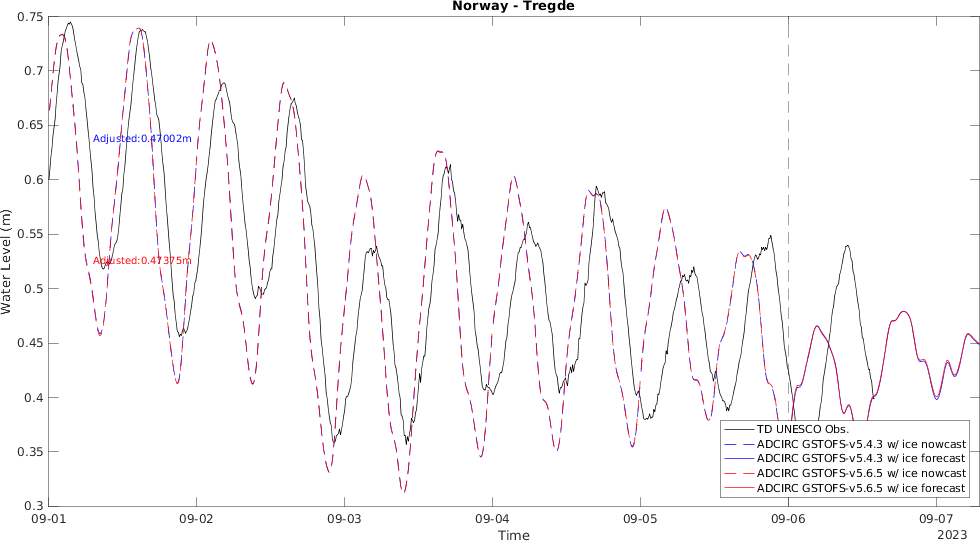 Norway - Tregde
0.75
0.7
0.65
0.6
0.55
0.5
0.45
0.4
0.35
0.3
Water Level (m)
Adjusted:0.47002m
Adjusted:0.47375m
TD UNESCO Obs.
ADCIRC GSTOFS-v5.4.3 w/ ice nowcast
ADCIRC GSTOFS-v5.4.3 w/ ice forecast
ADCIRC GSTOFS-v5.6.5 w/ ice nowcast
ADCIRC GSTOFS-v5.6.5 w/ ice forecast
09-01 09-02 09-03 09-04 09-05 09-06 09-07
Time
2023